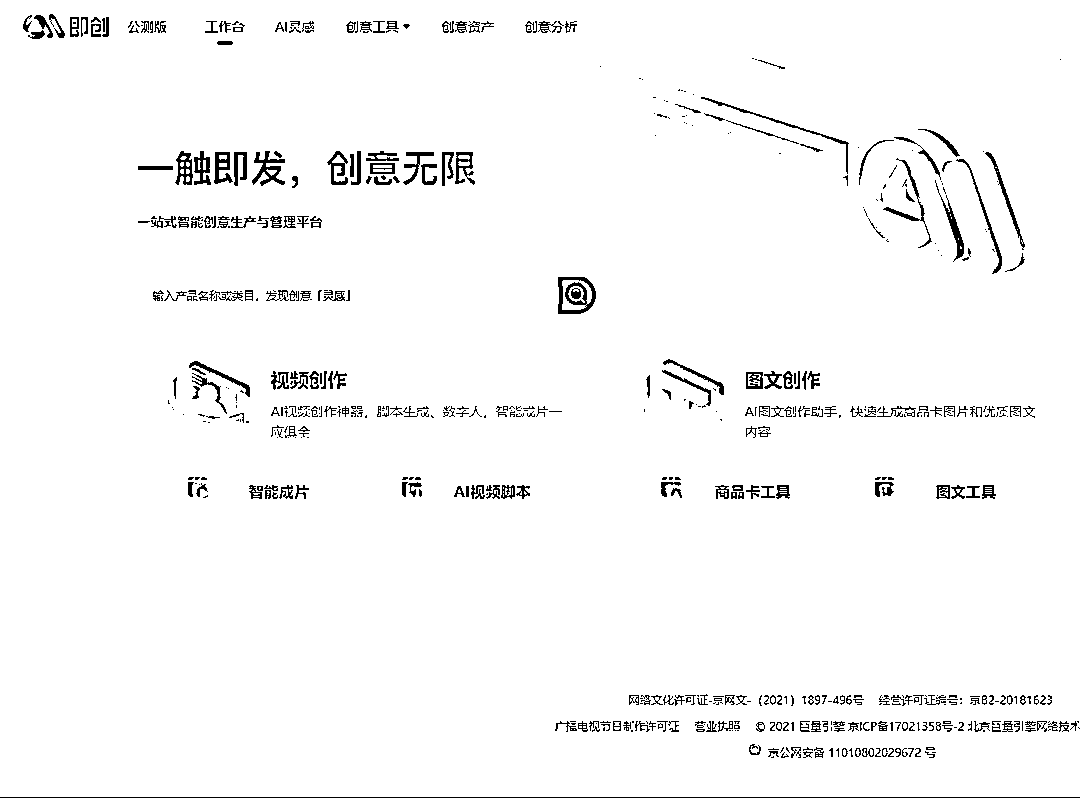 即创 公测版 工作台 AI灵感 创意工具 创意资产 创意分析
一触即发，创意无限
一站式智能创意生产与管理平台
输入产品名称或类目，发现创意「灵感」
视频创作
AI视频创作神器，脚本生成、数字人，智能成片一
应俱全
图文创作
AI图文创作助手，快速生成商品卡图片和优质图文
内容
智能成片 AI视频脚本 商品卡工具 图文工具
网络文化许可证-京网文-（2021）1897-496号 经营许可证编号：京B2-20181623
广播电视节目制作许可证 营业执照 © 2021 巨量引擎 京ICP备17021358号-2 北京巨量引擎网络技术
京公网安备 11010802029672 号